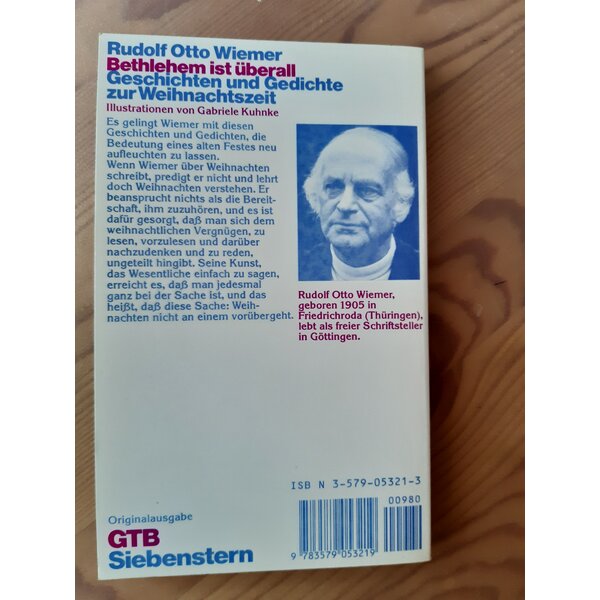 Rudolf Otto Wiemer
Bethlehem ist überall
Geschichten und Gedichte
zur Weihnachtszeit
Illustrationen von Gabriele Kuhnke
Es gelingt Wiemer mit diesen
Geschichten und Gedichten, die
Bedeutung eines alten Festes neu
aufleuchten zu lassen.
Wenn Wiemer über Weihnachten
schreibt, predigt er nicht und lehrt
doch Weihnachten verstehen. Er
beansprucht nichts als die Bereit-
schaft, ihm zuzuhören, und es ist
dafür gesorgt, daß man sich dem
weihnachtlichen Vergnügen, zu
lesen, vorzulesen und darüber
nachzudenken und zu reden,
ungeteilt hingibt. Seine Kunst,
das Wesentliche einfach zu sagen,
erreicht es, daß man jedesmal
ganz bei der Sache ist, und das
heißt, daß diese Sache: Weih-
nachten nicht an einem vorübergeht.
Rudolf Otto Wiemer,
geboren 1905 in
Friedrichroda (Thüringen),
lebt als freier Schriftsteller
in Göttingen.
ISBN 3-579-05321-3
00980
9 783579 053219
Originalausgabe
GTB
Siebenstern